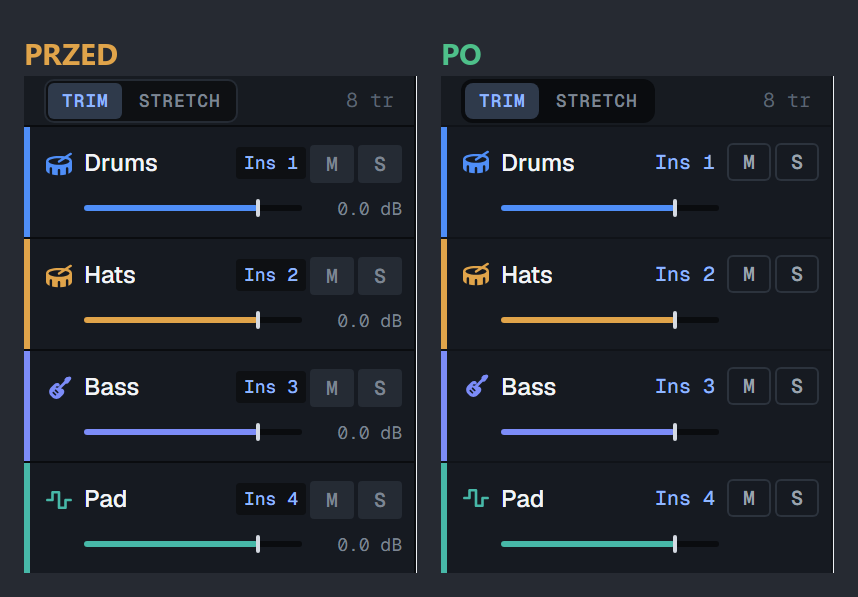 PRZED
TRIM STRETCH 8 tr
Drums Ins 1 M S
0.0 dB
Hats Ins 2 M S
0.0 dB
Bass Ins 3 M S
0.0 dB
Pad Ins 4 M S
0.0 dB
PO
TRIM STRETCH 8 tr
Drums Ins 1 M S
Hats Ins 2 M S
Bass Ins 3 M S
Pad Ins 4 M S